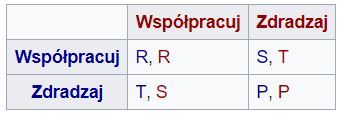 Współpracuj Zdradzaj
Współpracuj R, R S, T
Zdradzaj T, S P, P